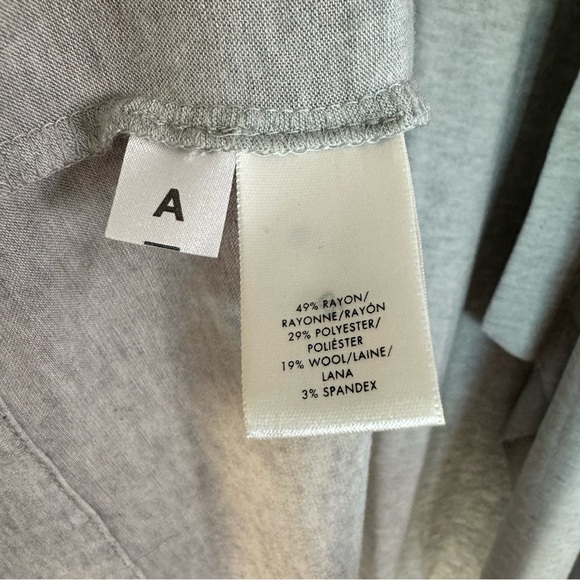 A
49% RAYON/
RAYONNE/RAYÓN
29% POLYESTER/
POLIÉSTER
19% WOOL/LAINE/
LANA
3% SPANDEX